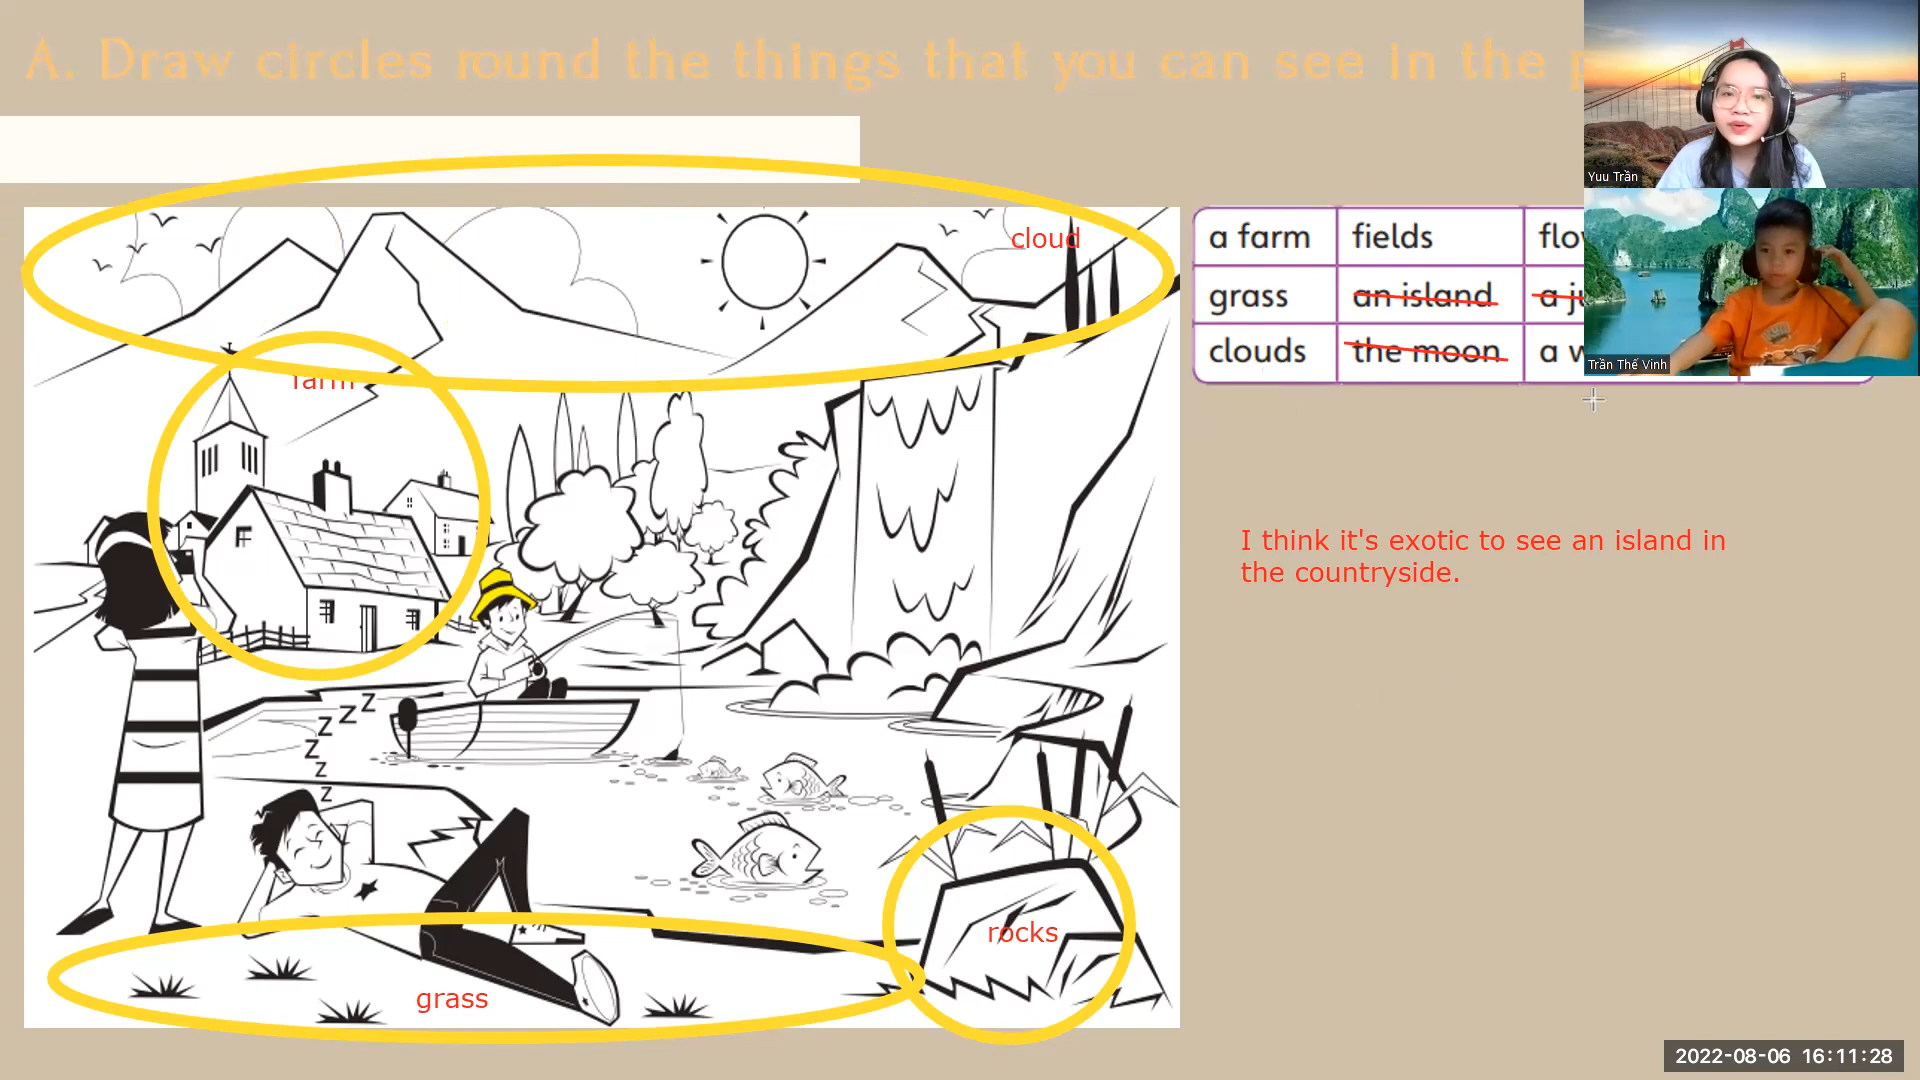 A. Draw circles round the things that you can see in the
Yuu Trần
cloud
a farm fields
grass an island
clouds the moon a
Trần Thế Vinh
farm
I think it's exotic to see an island in
the countryside.
z z z z z z
rocks
grass
2022-08-06 16:11:28